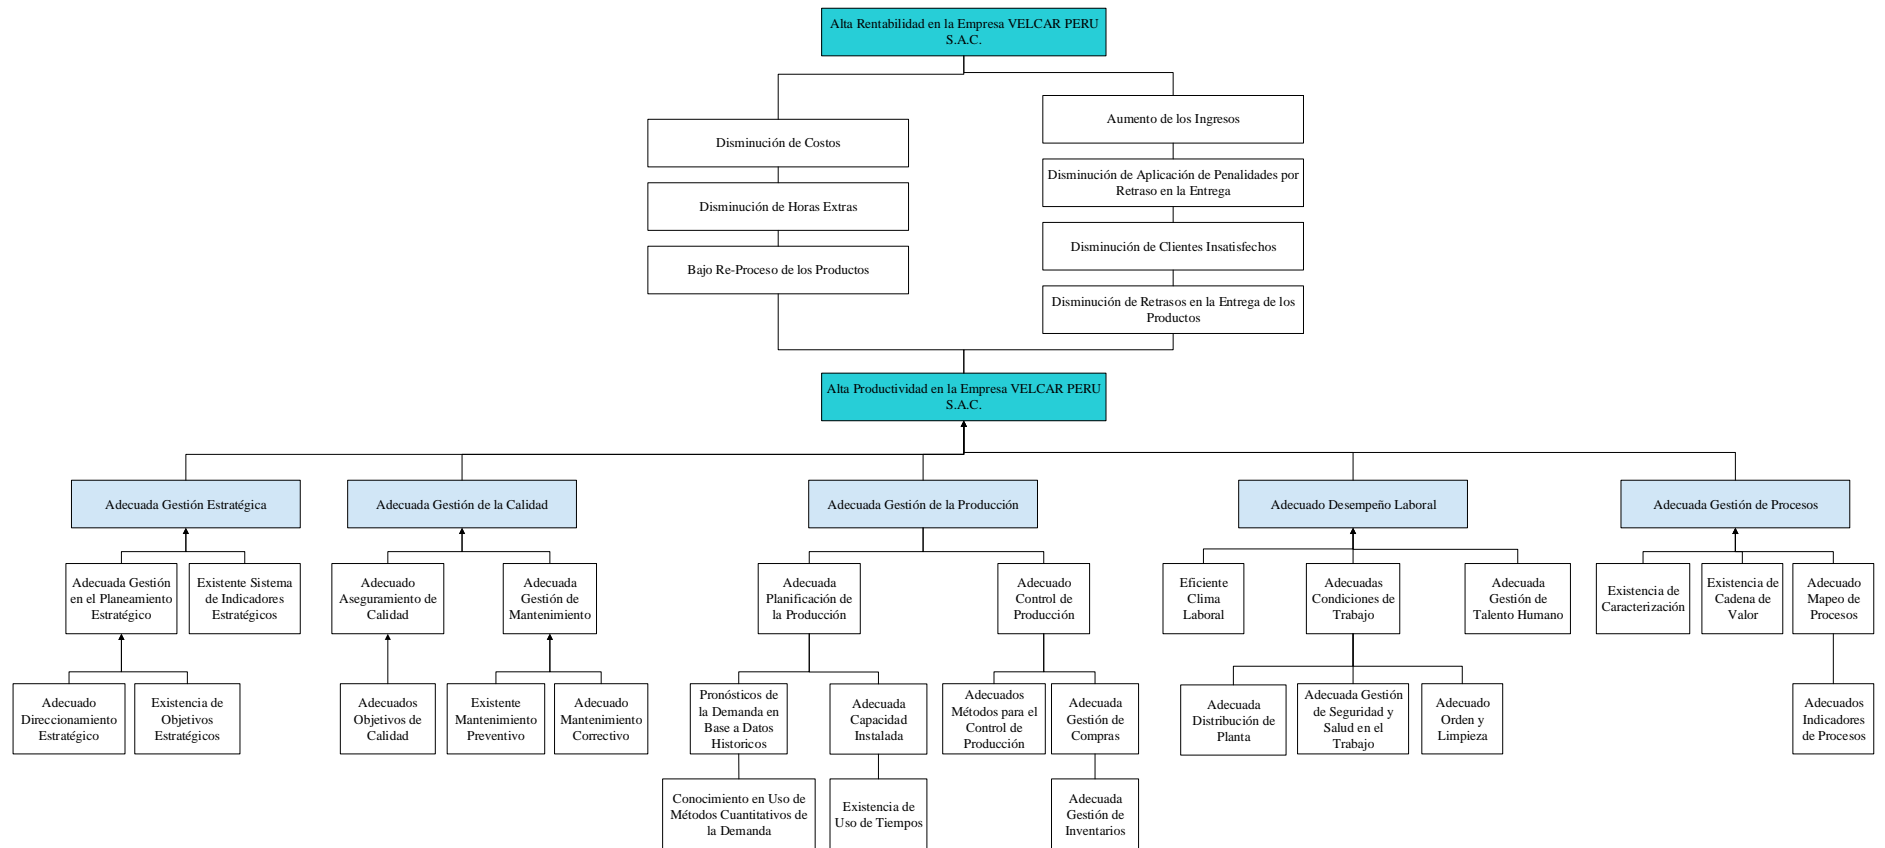 Alta Rentabilidad en la Empresa VELCAR PERU
S.A.C.
Disminución de Costos
Disminución de Horas Extras
Bajo Re-Proceso de los Productos
Aumento de los Ingresos
Disminución de Aplicación de Penalidades por
Retraso en la Entrega
Disminución de Clientes Insatisfechos
Disminución de Retrasos en la Entrega de los
Productos
Alta Productividad en la Empresa VELCAR PERU
S.A.C.
Adecuada Gestión Estratégica
Adecuada Gestión de la Calidad
Adecuada Gestión de la Producción
Adecuado Desempeño Laboral
Adecuada Gestión de Procesos
Adecuada Gestión
en el Planeamiento
Estratégico
Existente Sistema
de Indicadores
Estratégicos
Adecuado
Aseguramiento de
Calidad
Adecuada
Gestión de
Mantenimiento
Adecuada
Planificación de
la Producción
Adecuado
Control de
Producción
Eficiente
Clima
Laboral
Adecuadas
Condiciones de
Trabajo
Adecuada
Gestión de
Talento Humano
Existencia de
Caracterización
Existencia de
Cadena de
Valor
Adecuado
Mapeo de
Procesos
Adecuado
Direccionamiento
Estratégico
Existencia de
Objetivos
Estratégicos
Adecuados
Objetivos de
Calidad
Existente
Mantenimiento
Preventivo
Adecuado
Mantenimiento
Correctivo
Pronósticos de
la Demanda en
Base a Datos
Historicos
Adecuada
Capacidad
Instalada
Adecuados
Métodos para el
Control de
Producción
Adecuada
Gestión de
Compras
Adecuada
Distribución de
Planta
Adecuada Gestión
de Seguridad y
Salud en el
Trabajo
Adecuado
Orden y
Limpieza
Adecuados
Indicadores
de Procesos
Conocimiento en Uso de
Métodos Cuantitativos de
la Demanda
Existencia de
Uso de Tiempos
Adecuada
Gestión de
Inventarios